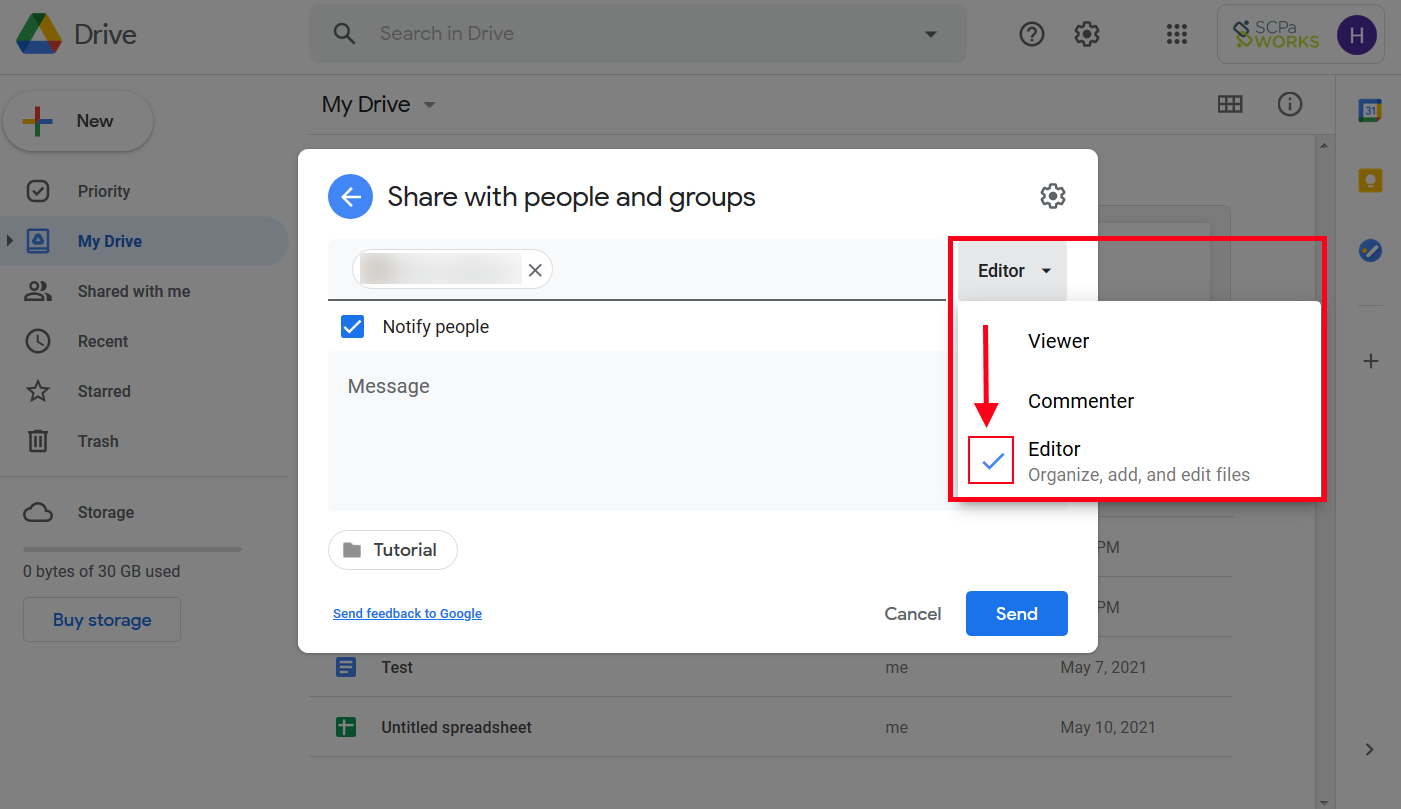 Drive
Search in Drive
SCPa
WORKS
H
New
My Drive
31
Priority
My Drive
Shared with me
Recent
Starred
Trash
Storage
0 bytes of 30 GB used
Buy storage
Share with people and groups
Editor
Notify people
Message
Viewer
Commenter
Editor
Organize, add, and edit files
Tutorial
Send feedback to Google
Cancel
Send
PM
PM
Test me May 7, 2021
Untitled spreadsheet me May 10, 2021